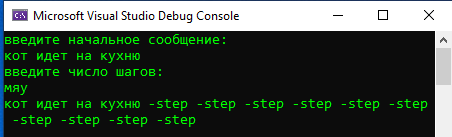 Microsoft Visual Studio Debug Console
введите начальное сообщение:
кот идет на кухню
введите число шагов:
мяу
кот идет на кухню -step -step -step -step -step -step
-step -step -step -step